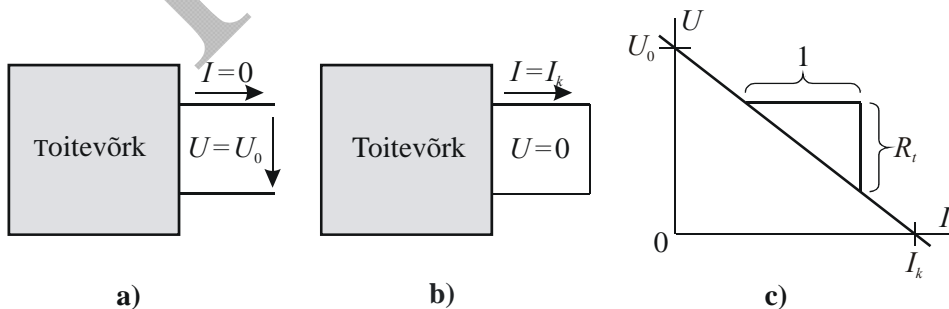 Toitevõrk
I=0
U=U₀
a)
Toitevõrk
I=Iₖ
U=0
b)
U
U₀
1
Rₜ
0
I
Iₖ
c)